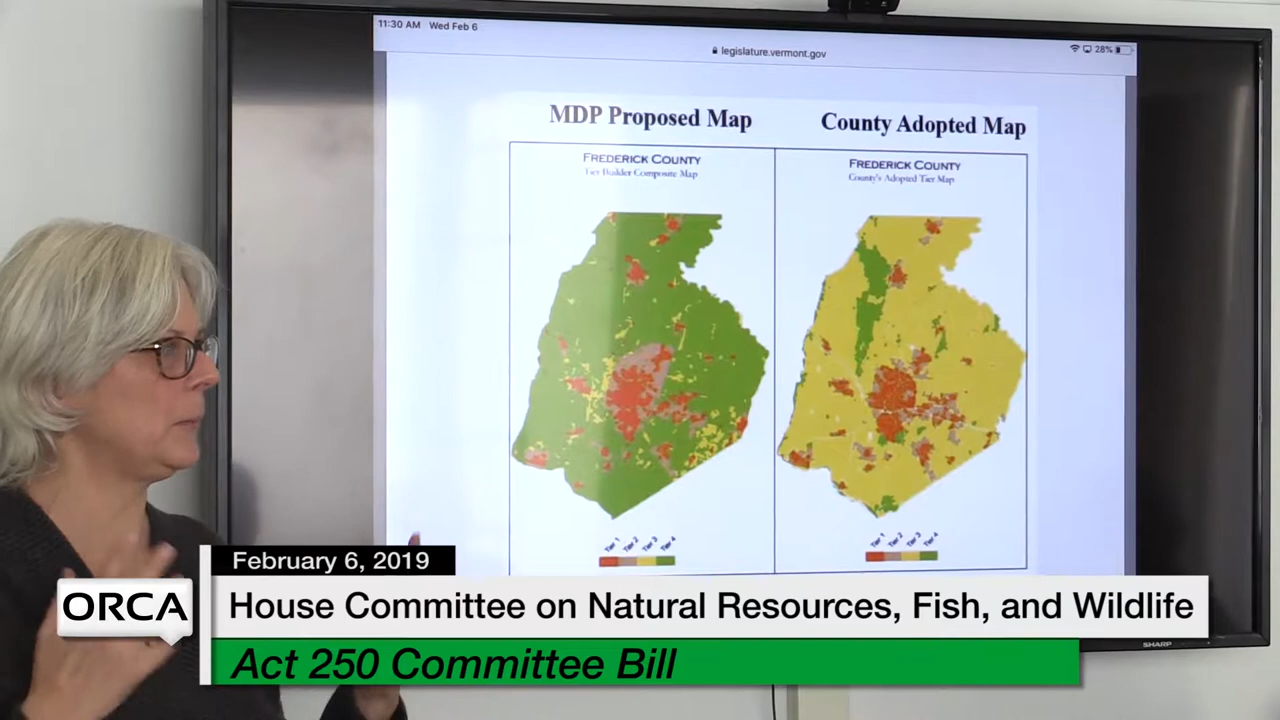 11:30 AM Wed Feb 6
legislature.vermont.gov
28%
MDP Proposed Map
County Adopted Map
FREDERICK COUNTY
Tier Builder Composite Map
FREDERICK COUNTY
County's Adopted Tier Map
Tier 1 Tier 2 Tier 3 Tier 4
Tier 1 Tier 2 Tier 3 Tier 4
SHARP
February 6, 2019
ORCA
House Committee on Natural Resources, Fish, and Wildlife
Act 250 Committee Bill